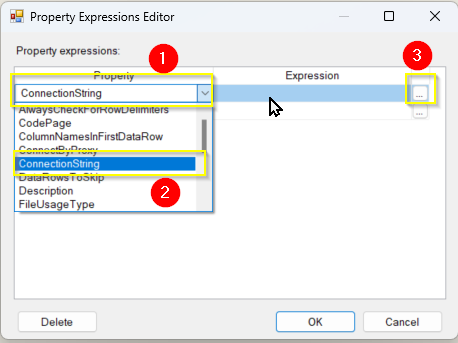 Property Expressions Editor
Property expressions:
1
3
Property
Expression
ConnectionString
...
AlwaysCheckForRowDelimiters
...
CodePage
ColumnNamesInFirstDataRow
ConnectByProxy
ConnectionString
DataRowsToSkip
2
Description
FileUsageType
Delete
OK
Cancel